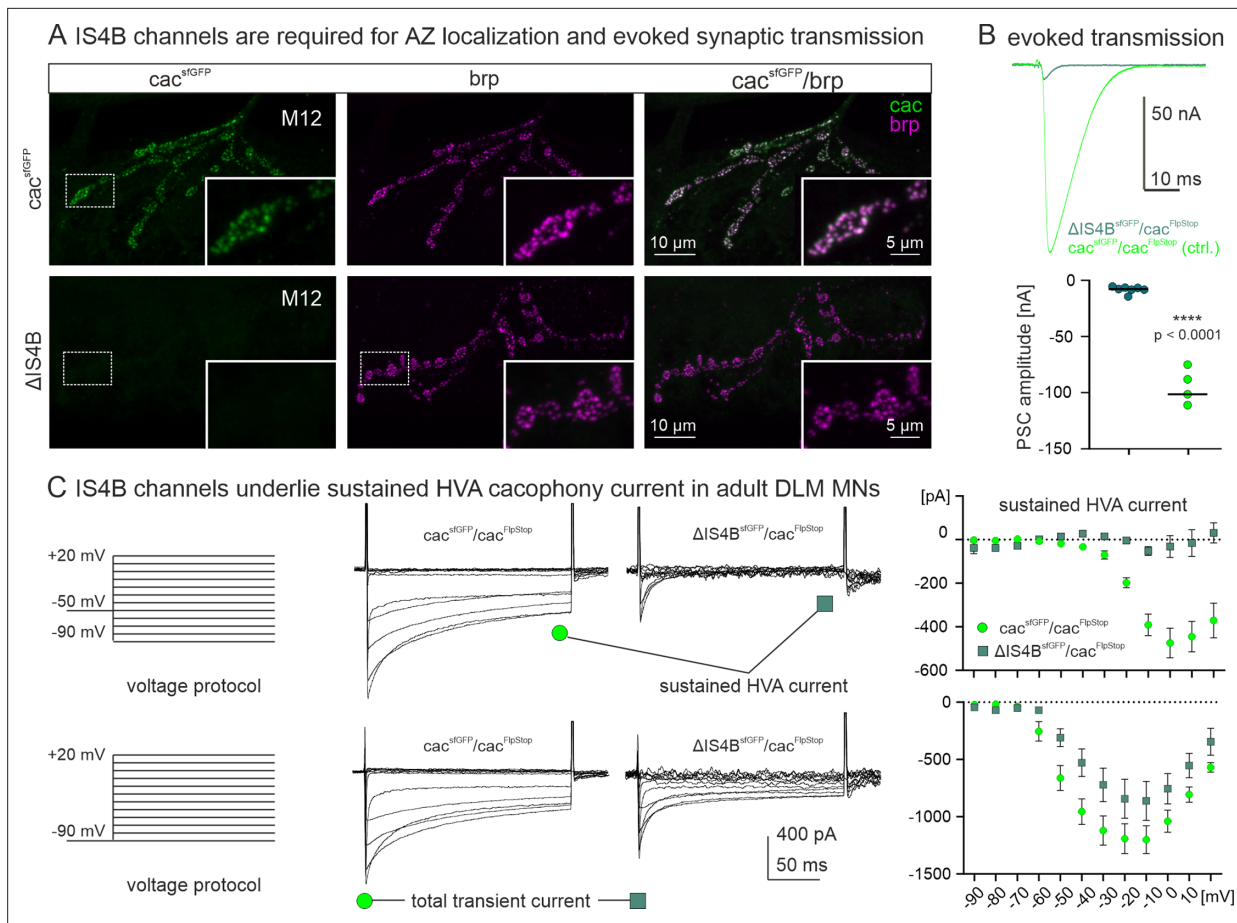 A IS4B channels are required for AZ localization and evoked synaptic transmission
cac^sfGFP
brp
cac^sfGFP/brp
cac^sfGFP
M12
cac
brp
10 µm
5 µm
ΔIS4B
M12
10 µm
5 µm
B evoked transmission
50 nA
10 ms
ΔIS4B^sfGFP/cac^FlpStop
cac^sfGFP/cac^FlpStop (ctrl.)
PSC amplitude [nA]
0
-50
-100
-150
****
p < 0.0001
C IS4B channels underlie sustained HVA cacophony current in adult DLM MNs
+20 mV
-50 mV
-90 mV
voltage protocol
cac^sfGFP/cac^FlpStop
ΔIS4B^sfGFP/cac^FlpStop
sustained HVA current
[pA]
sustained HVA current
0
-200
-400
-600
cac^sfGFP/cac^FlpStop
ΔIS4B^sfGFP/cac^FlpStop
+20 mV
-90 mV
voltage protocol
cac^sfGFP/cac^FlpStop
ΔIS4B^sfGFP/cac^FlpStop
400 pA
50 ms
total transient current
0
-500
-1000
-1500
-90 -80 -70 -60 -50 -40 -30 -20 -10 0 10 [mV]